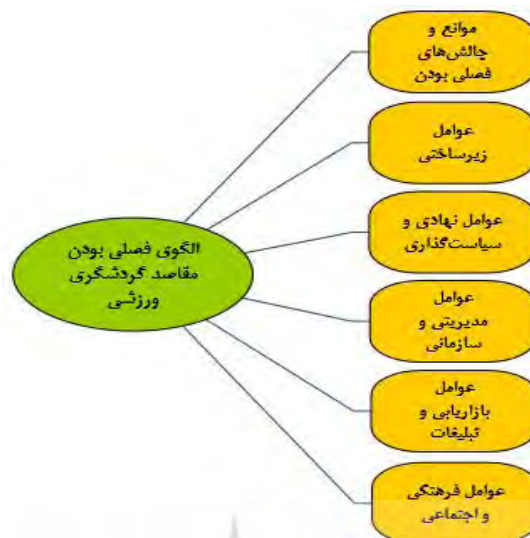 موانع و
چالش‌های
فصلی بودن
عوامل
زیرساختی
عوامل نهادی و
سیاست‌گذاری
الگوی فصلی بودن
مقاصد گردشگری
ورزشی
عوامل
مدیریتی و
سازمانی
عوامل
بازاریابی و
تبلیغات
عوامل فرهنگی
و اجتماعی